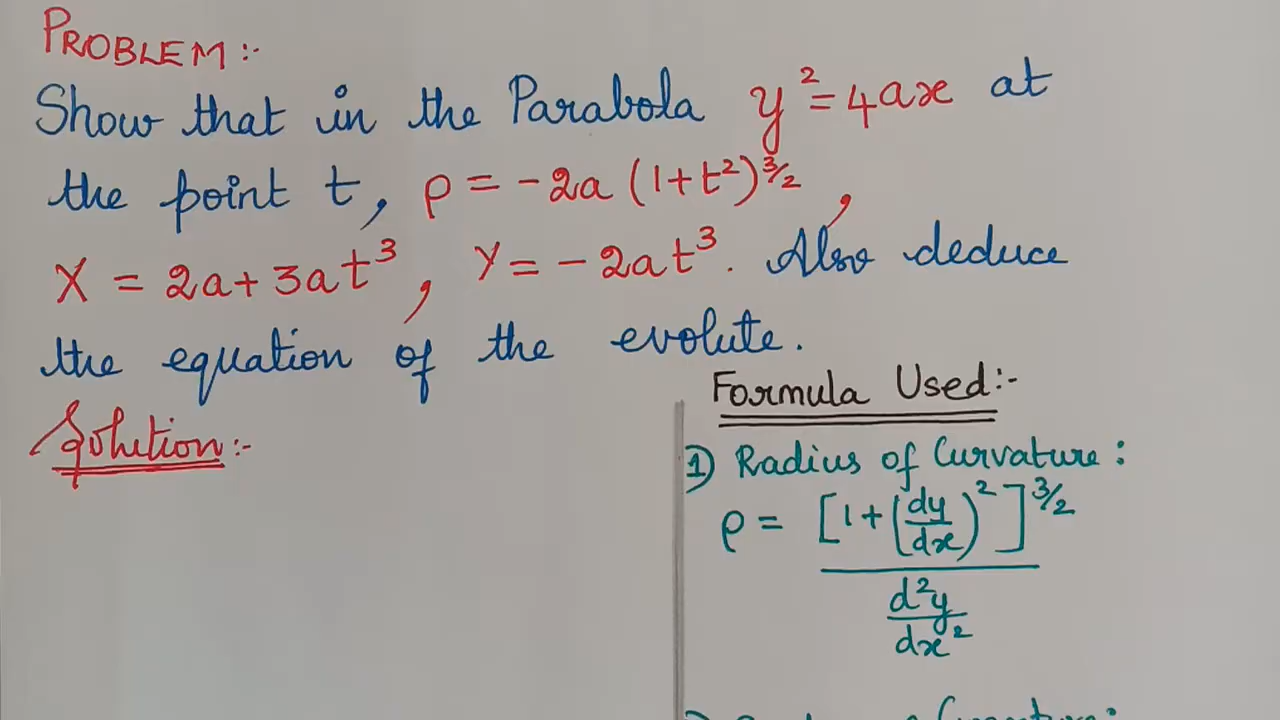 PROBLEM:-
Show that in the Parabola y² = 4ax at
the point t, ρ = -2a (1+t²)^3/2,
X = 2a+3at³, Y = -2at³. Also deduce
the equation of the evolute.
Solution:-
Formula Used:-
1) Radius of Curvature:
ρ = [1+(dy/dx)²]^3/2
d²y
dx²